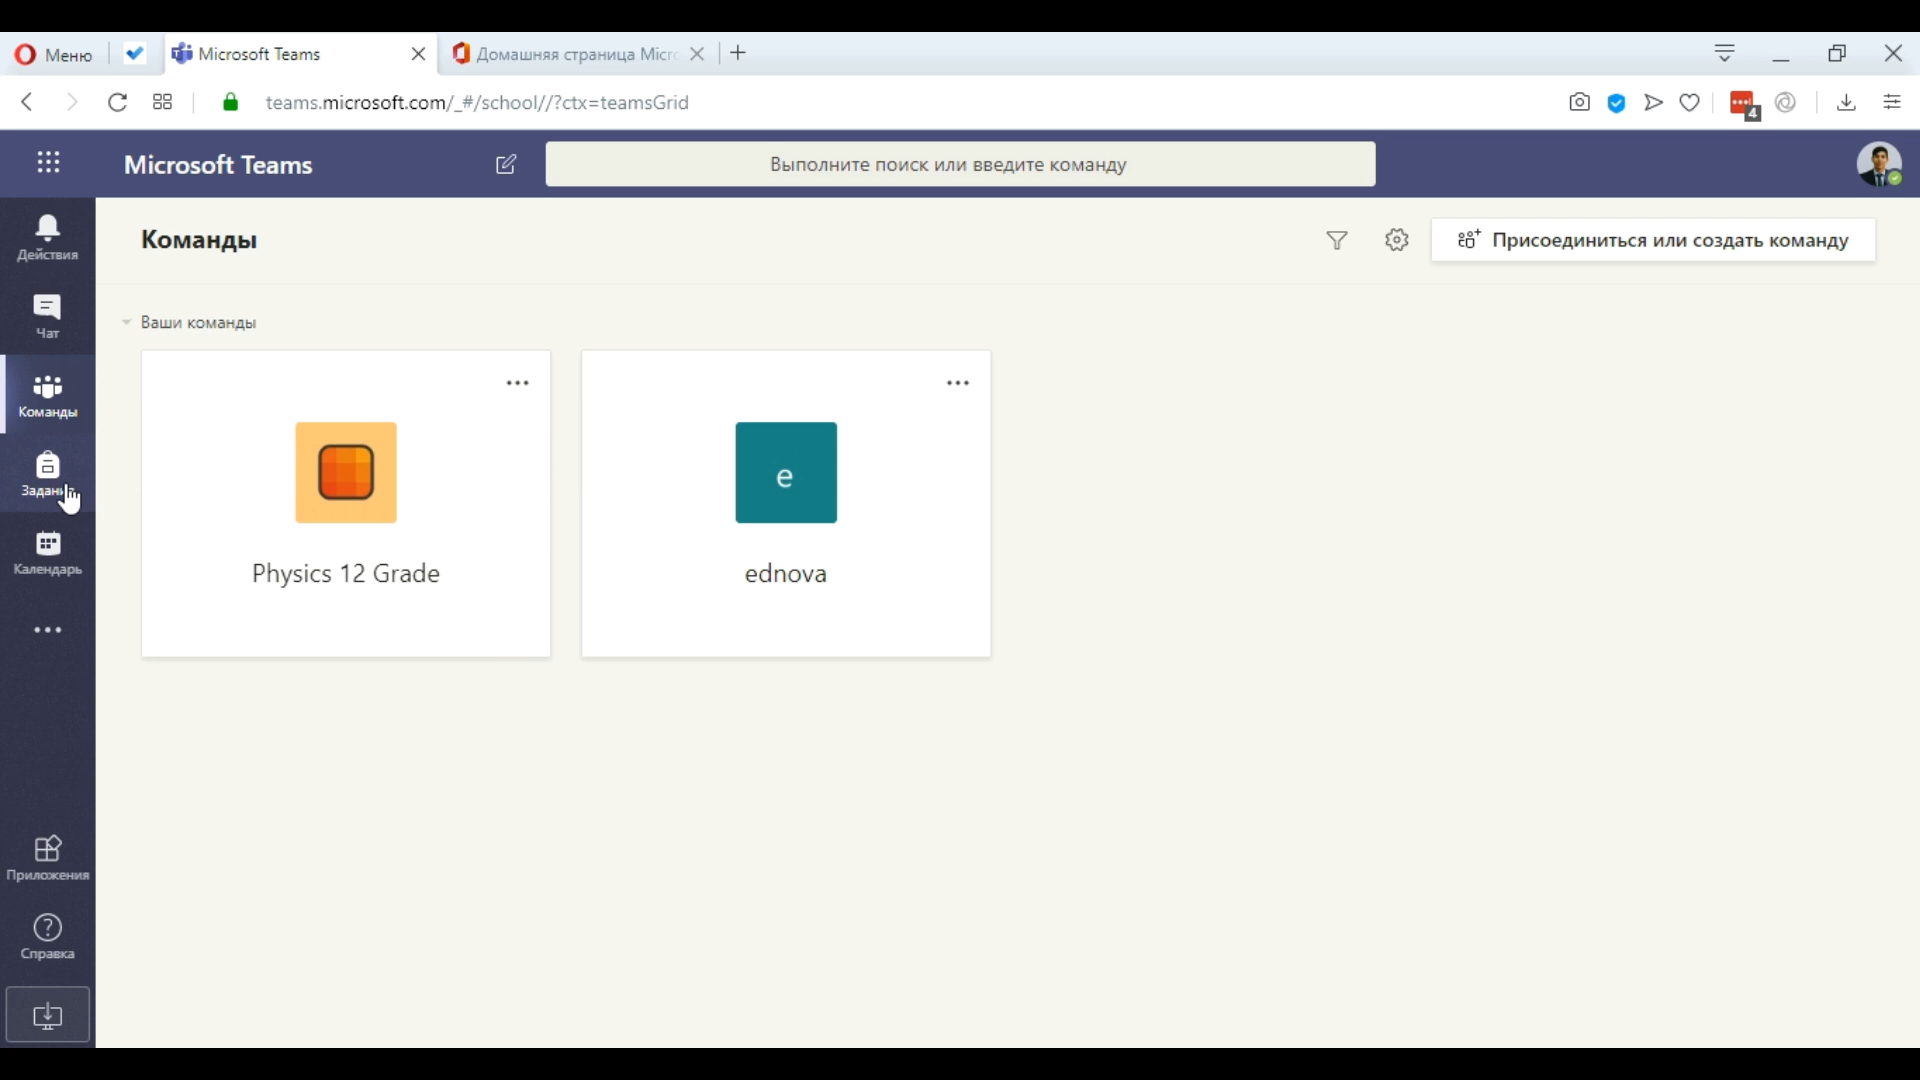 Меню
Microsoft Teams
Домашняя страница Micr
teams.microsoft.com/_#/school//?ctx=teamsGrid
4
Microsoft Teams
Выполните поиск или введите команду
Действия
Чат
Команды
Календарь
Приложения
Справка
Команды
Присоединиться или создать команду
Ваши команды
Physics 12 Grade
e
ednova